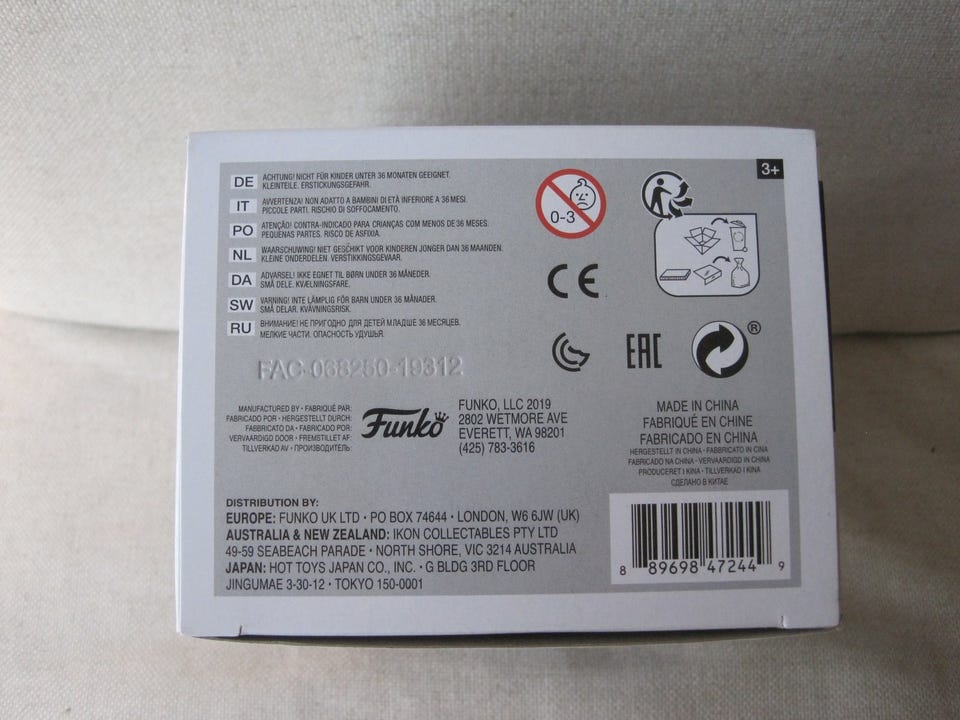 3+
DE ACHTUNG! NICHT FÜR KINDER UNTER 36 MONATEN GEEIGNET.
KLEINTEILE. ERSTICKUNGSGEFAHR.
IT AVVERTENZA! NON ADATTO A BAMBINI DI ETÀ INFERIORE A 36 MESI.
PICCOLE PARTI. RISCHIO DI SOFFOCAMENTO.
PO ATENÇÃO! CONTRA-INDICADO PARA CRIANÇAS COM MENOS DE 36 MESES.
PEQUENAS PARTES. RISCO DE ASFIXIA.
NL WAARSCHUWING! NIET GESCHIKT VOOR KINDEREN JONGER DAN 36 MAANDEN.
KLEINE ONDERDELEN. VERSTIKKINGSGEVAAR.
DA ADVARSEL! IKKE EGNET TIL BØRN UNDER 36 MÅNEDER.
SMÅ DELE. KVÆLNINGSFARE.
SW VARNING! INTE LÄMPLIG FÖR BARN UNDER 36 MÅNADER.
SMÅ DELAR. KVÄVNINGSRISK.
RU ВНИМАНИЕ! НЕ ПРИГОДНО ДЛЯ ДЕТЕЙ МЛАДШЕ 36 МЕСЯЦЕВ.
МЕЛКИЕ ЧАСТИ. ОПАСНОСТЬ УДУШЬЯ.
0-3
CE
EAC
®
FAC-068250-19312
MANUFACTURED BY • FABRIQUÉ PAR:
FABRICADO POR • HERGESTELLT DURCH:
FABBRICATO DA • FABRICADO POR:
VERVAARDIGD DOOR • FREMSTILLET AF:
TILLVERKAD AV • ПРОИЗВОДИТЕЛЬ:
Funko
FUNKO, LLC 2019
2802 WETMORE AVE
EVERETT, WA 98201
(425) 783-3616
MADE IN CHINA
FABRIQUÉ EN CHINE
FABRICADO EN CHINA
HERGESTELLT IN CHINA • FABBRICATO IN CINA
FABRICADO NA CHINA • VERVAARDIGD IN CHINA
PRODUCERET I KINA • TILLVERKAD I KINA
СДЕЛАНО В КИТАЕ
DISTRIBUTION BY:
EUROPE: FUNKO UK LTD • PO BOX 74644 • LONDON, W6 6JW (UK)
AUSTRALIA & NEW ZEALAND: IKON COLLECTABLES PTY LTD
49-59 SEABEACH PARADE • NORTH SHORE, VIC 3214 AUSTRALIA
JAPAN: HOT TOYS JAPAN CO., INC. • G BLDG 3RD FLOOR
JINGUMAE 3-30-12 • TOKYO 150-0001
8 89698 47244 9